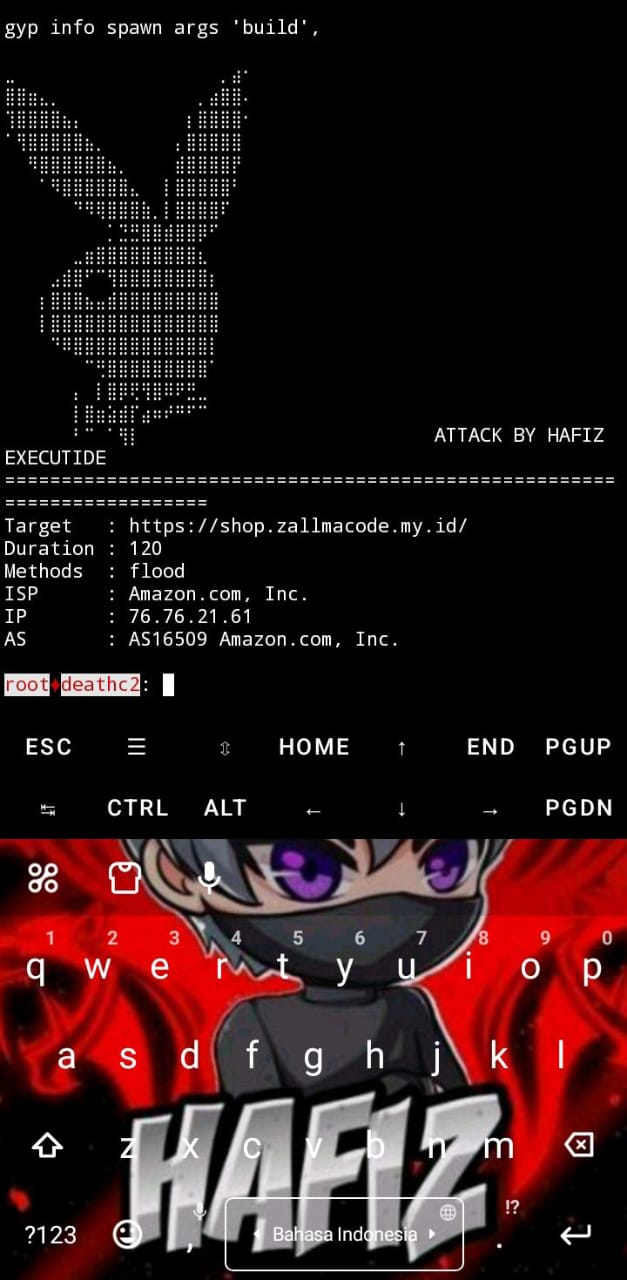 gyp info spawn args 'build',
ATTACK BY HAFIZ
EXECUTIDE
======================================================
==================
Target   : https://shop.zallmacode.my.id/
Duration : 120
Methods  : flood
ISP      : Amazon.com, Inc.
IP       : 76.76.21.61
AS       : AS16509 Amazon.com, Inc.
root♦deathc2:
ESC ☰ ⇳ HOME ↑ END PGUP
↹ CTRL ALT ← ↓ → PGDN
1 2 3 4 5 6 7 8 9 0
q w e r t y u i o p
a s d f g h j k l
HAFIZ
z x c v b n m
!?
?123 , Bahasa Indonesia .